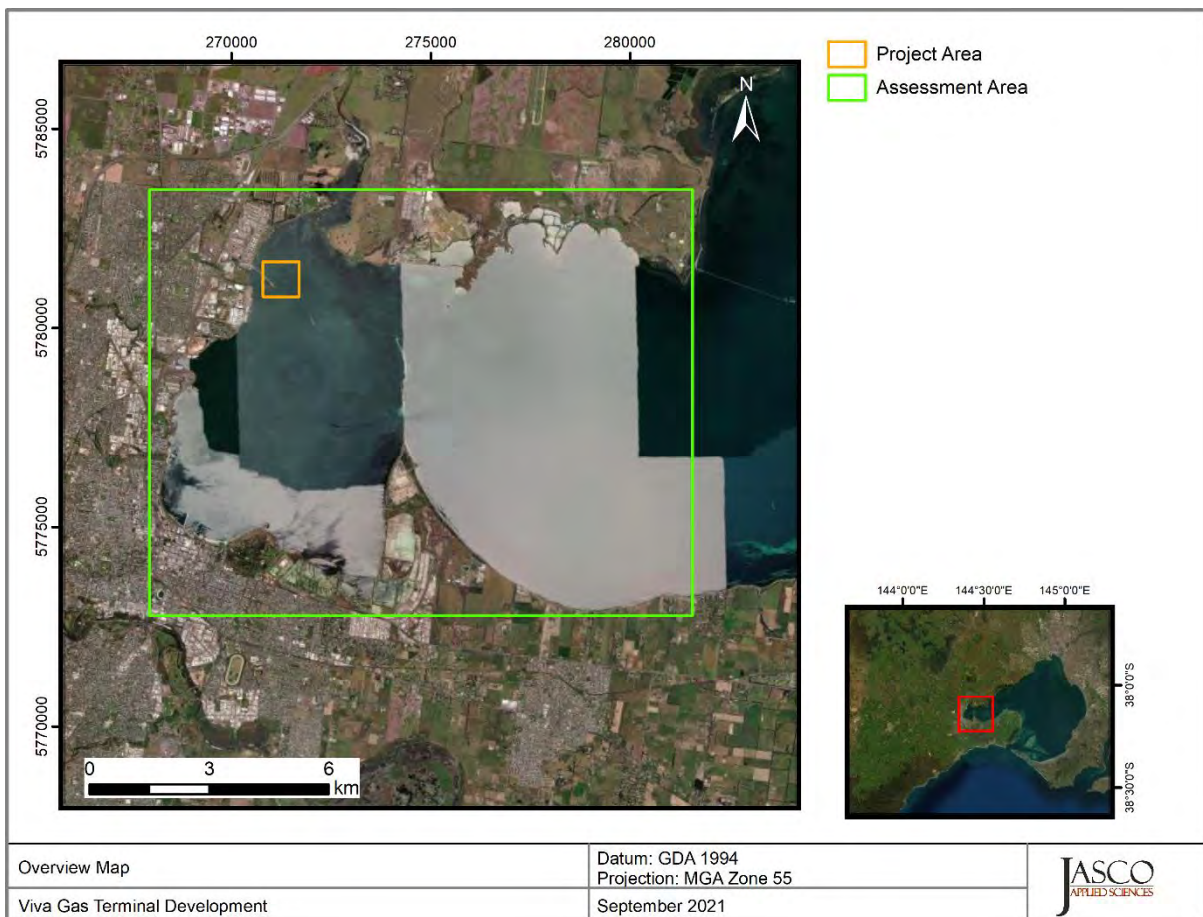 270000 275000 280000
Project Area
Assessment Area
N
5785000
5780000
5775000
5770000
0 3 6
km
144°0'0"E 144°30'0"E 145°0'0"E
38°0'0"S
38°30'0"S
Overview Map
Datum: GDA 1994
Projection: MGA Zone 55
Viva Gas Terminal Development
September 2021
JASCO
APPLIED SCIENCES